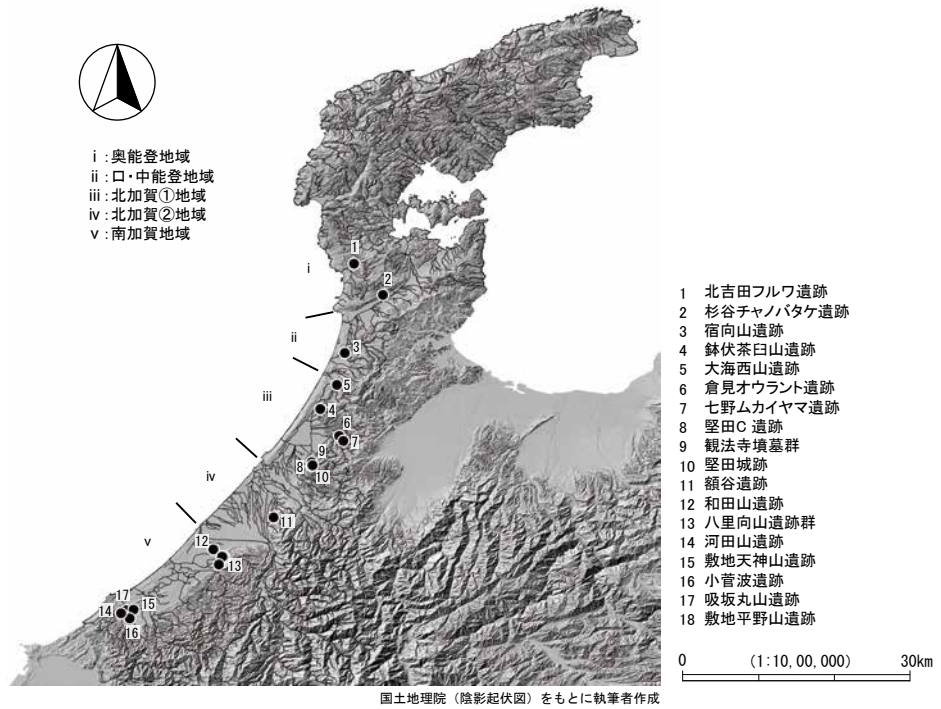 ⅰ：奥能登地域
ⅱ：口・中能登地域
ⅲ：北加賀①地域
ⅳ：北加賀②地域
ⅴ：南加賀地域
1
ⅰ
2
ⅱ
3
5
ⅲ
4
6
7
9
8
10
ⅳ
11
ⅴ
12
13
17
15
14
16
1 北吉田フルワ遺跡
2 杉谷チャノバタケ遺跡
3 宿向山遺跡
4 鉢伏茶臼山遺跡
5 大海西山遺跡
6 倉見オウラント遺跡
7 七野ムカイヤマ遺跡
8 堅田C 遺跡
9 観法寺墳墓群
10 堅田城跡
11 額谷遺跡
12 和田山遺跡
13 八里向山遺跡群
14 河田山遺跡
15 敷地天神山遺跡
16 小菅波遺跡
17 吸坂丸山遺跡
18 敷地平野山遺跡
0 (1:10,00,000) 30km
国土地理院（陰影起伏図）をもとに執筆者作成